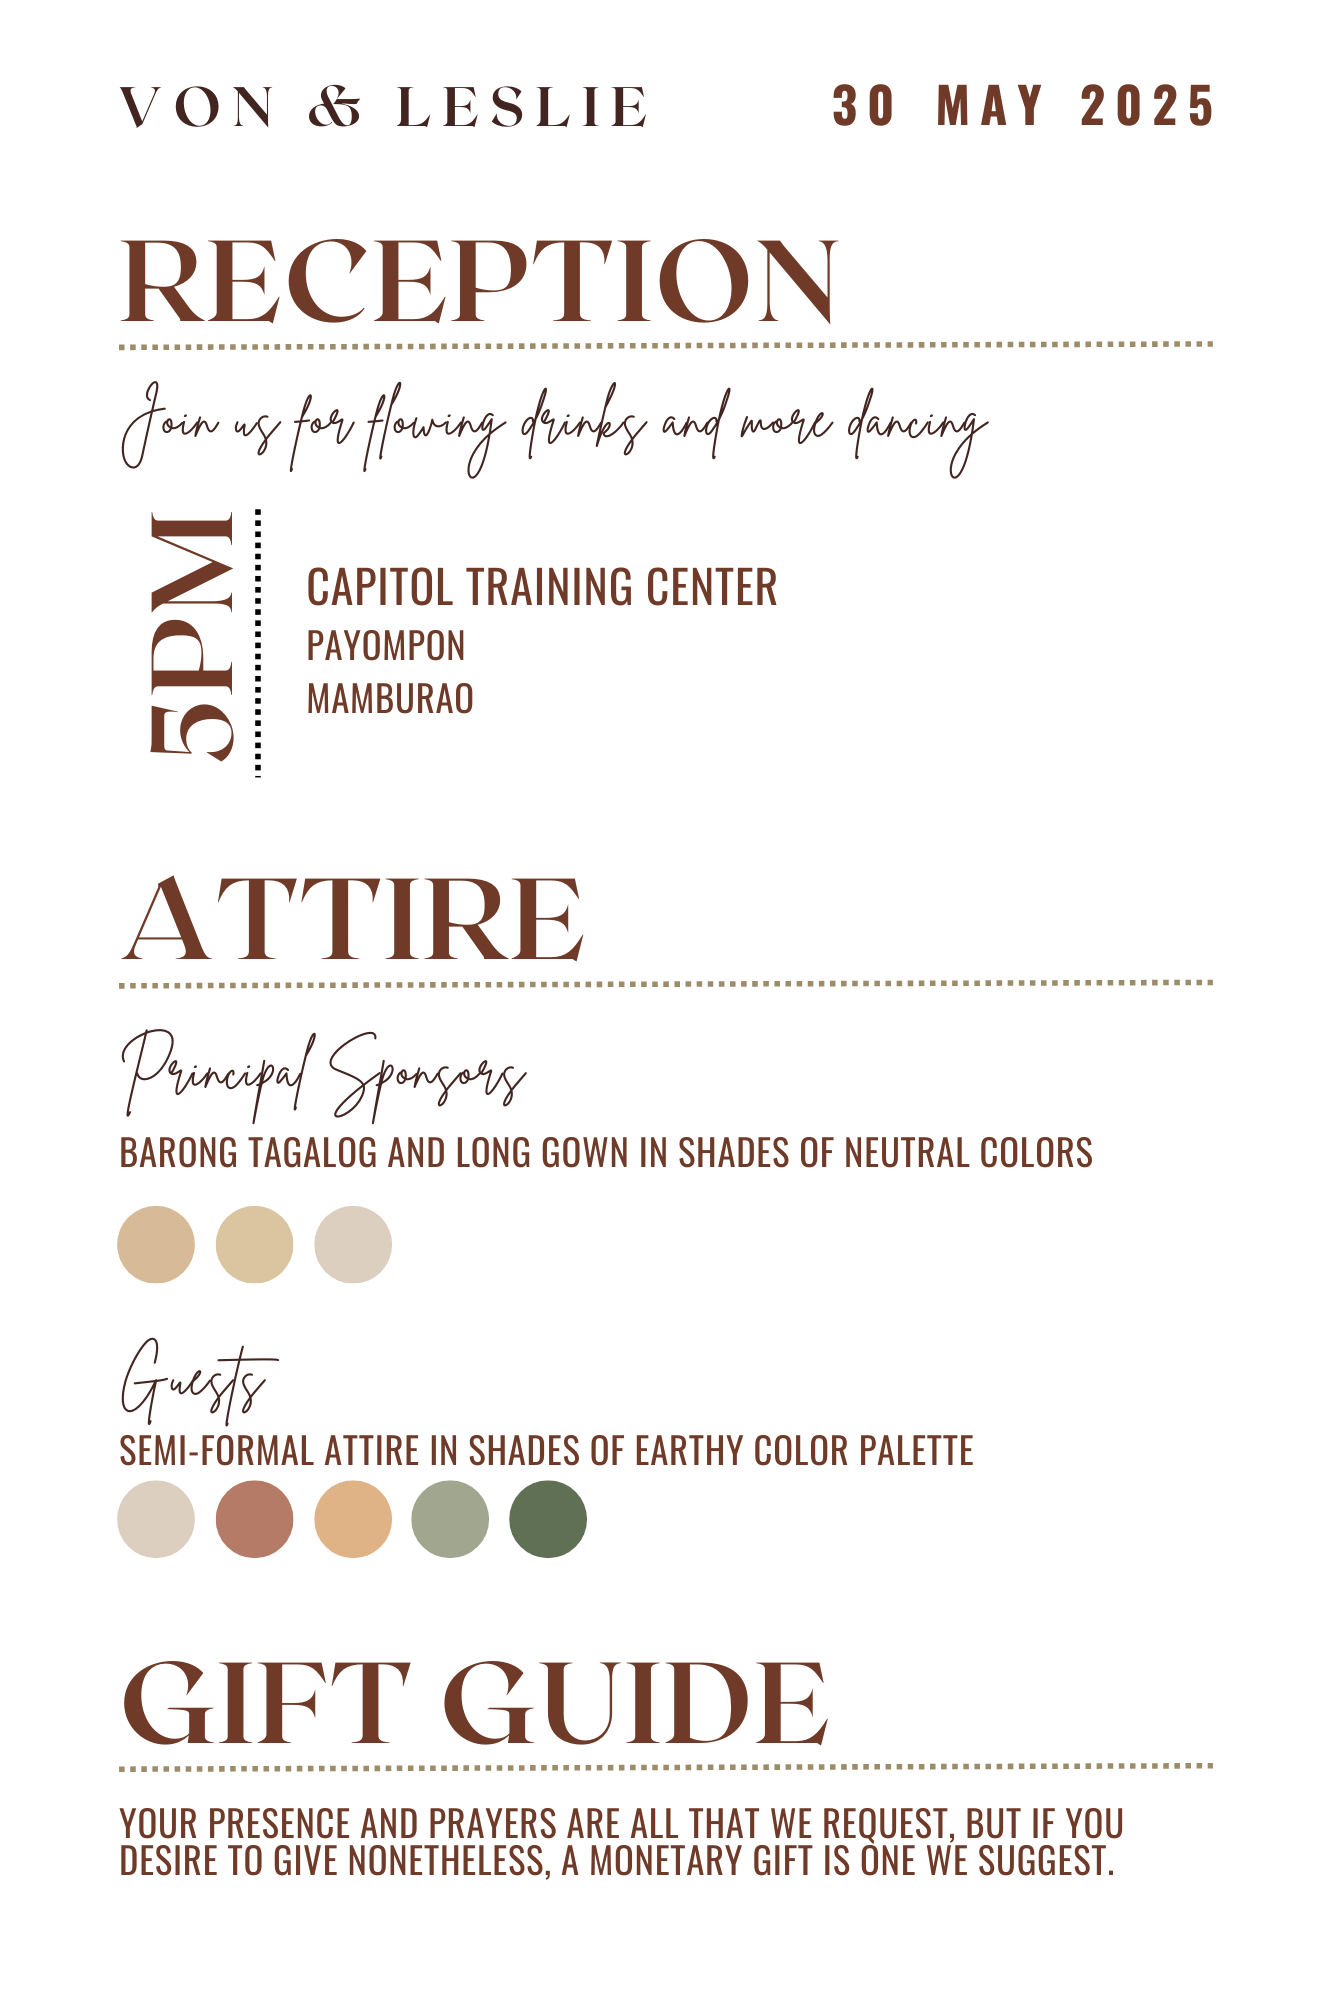 VON & LESLIE
30 MAY 2025
RECEPTION
Join us for flowing drinks and more dancing
5PM
CAPITOL TRAINING CENTER
PAYOMPON
MAMBURAO
ATTIRE
Principal Sponsors
BARONG TAGALOG AND LONG GOWN IN SHADES OF NEUTRAL COLORS
Guests
SEMI-FORMAL ATTIRE IN SHADES OF EARTHY COLOR PALETTE
GIFT GUIDE
YOUR PRESENCE AND PRAYERS ARE ALL THAT WE REQUEST, BUT IF YOU
DESIRE TO GIVE NONETHELESS, A MONETARY GIFT IS ONE WE SUGGEST.